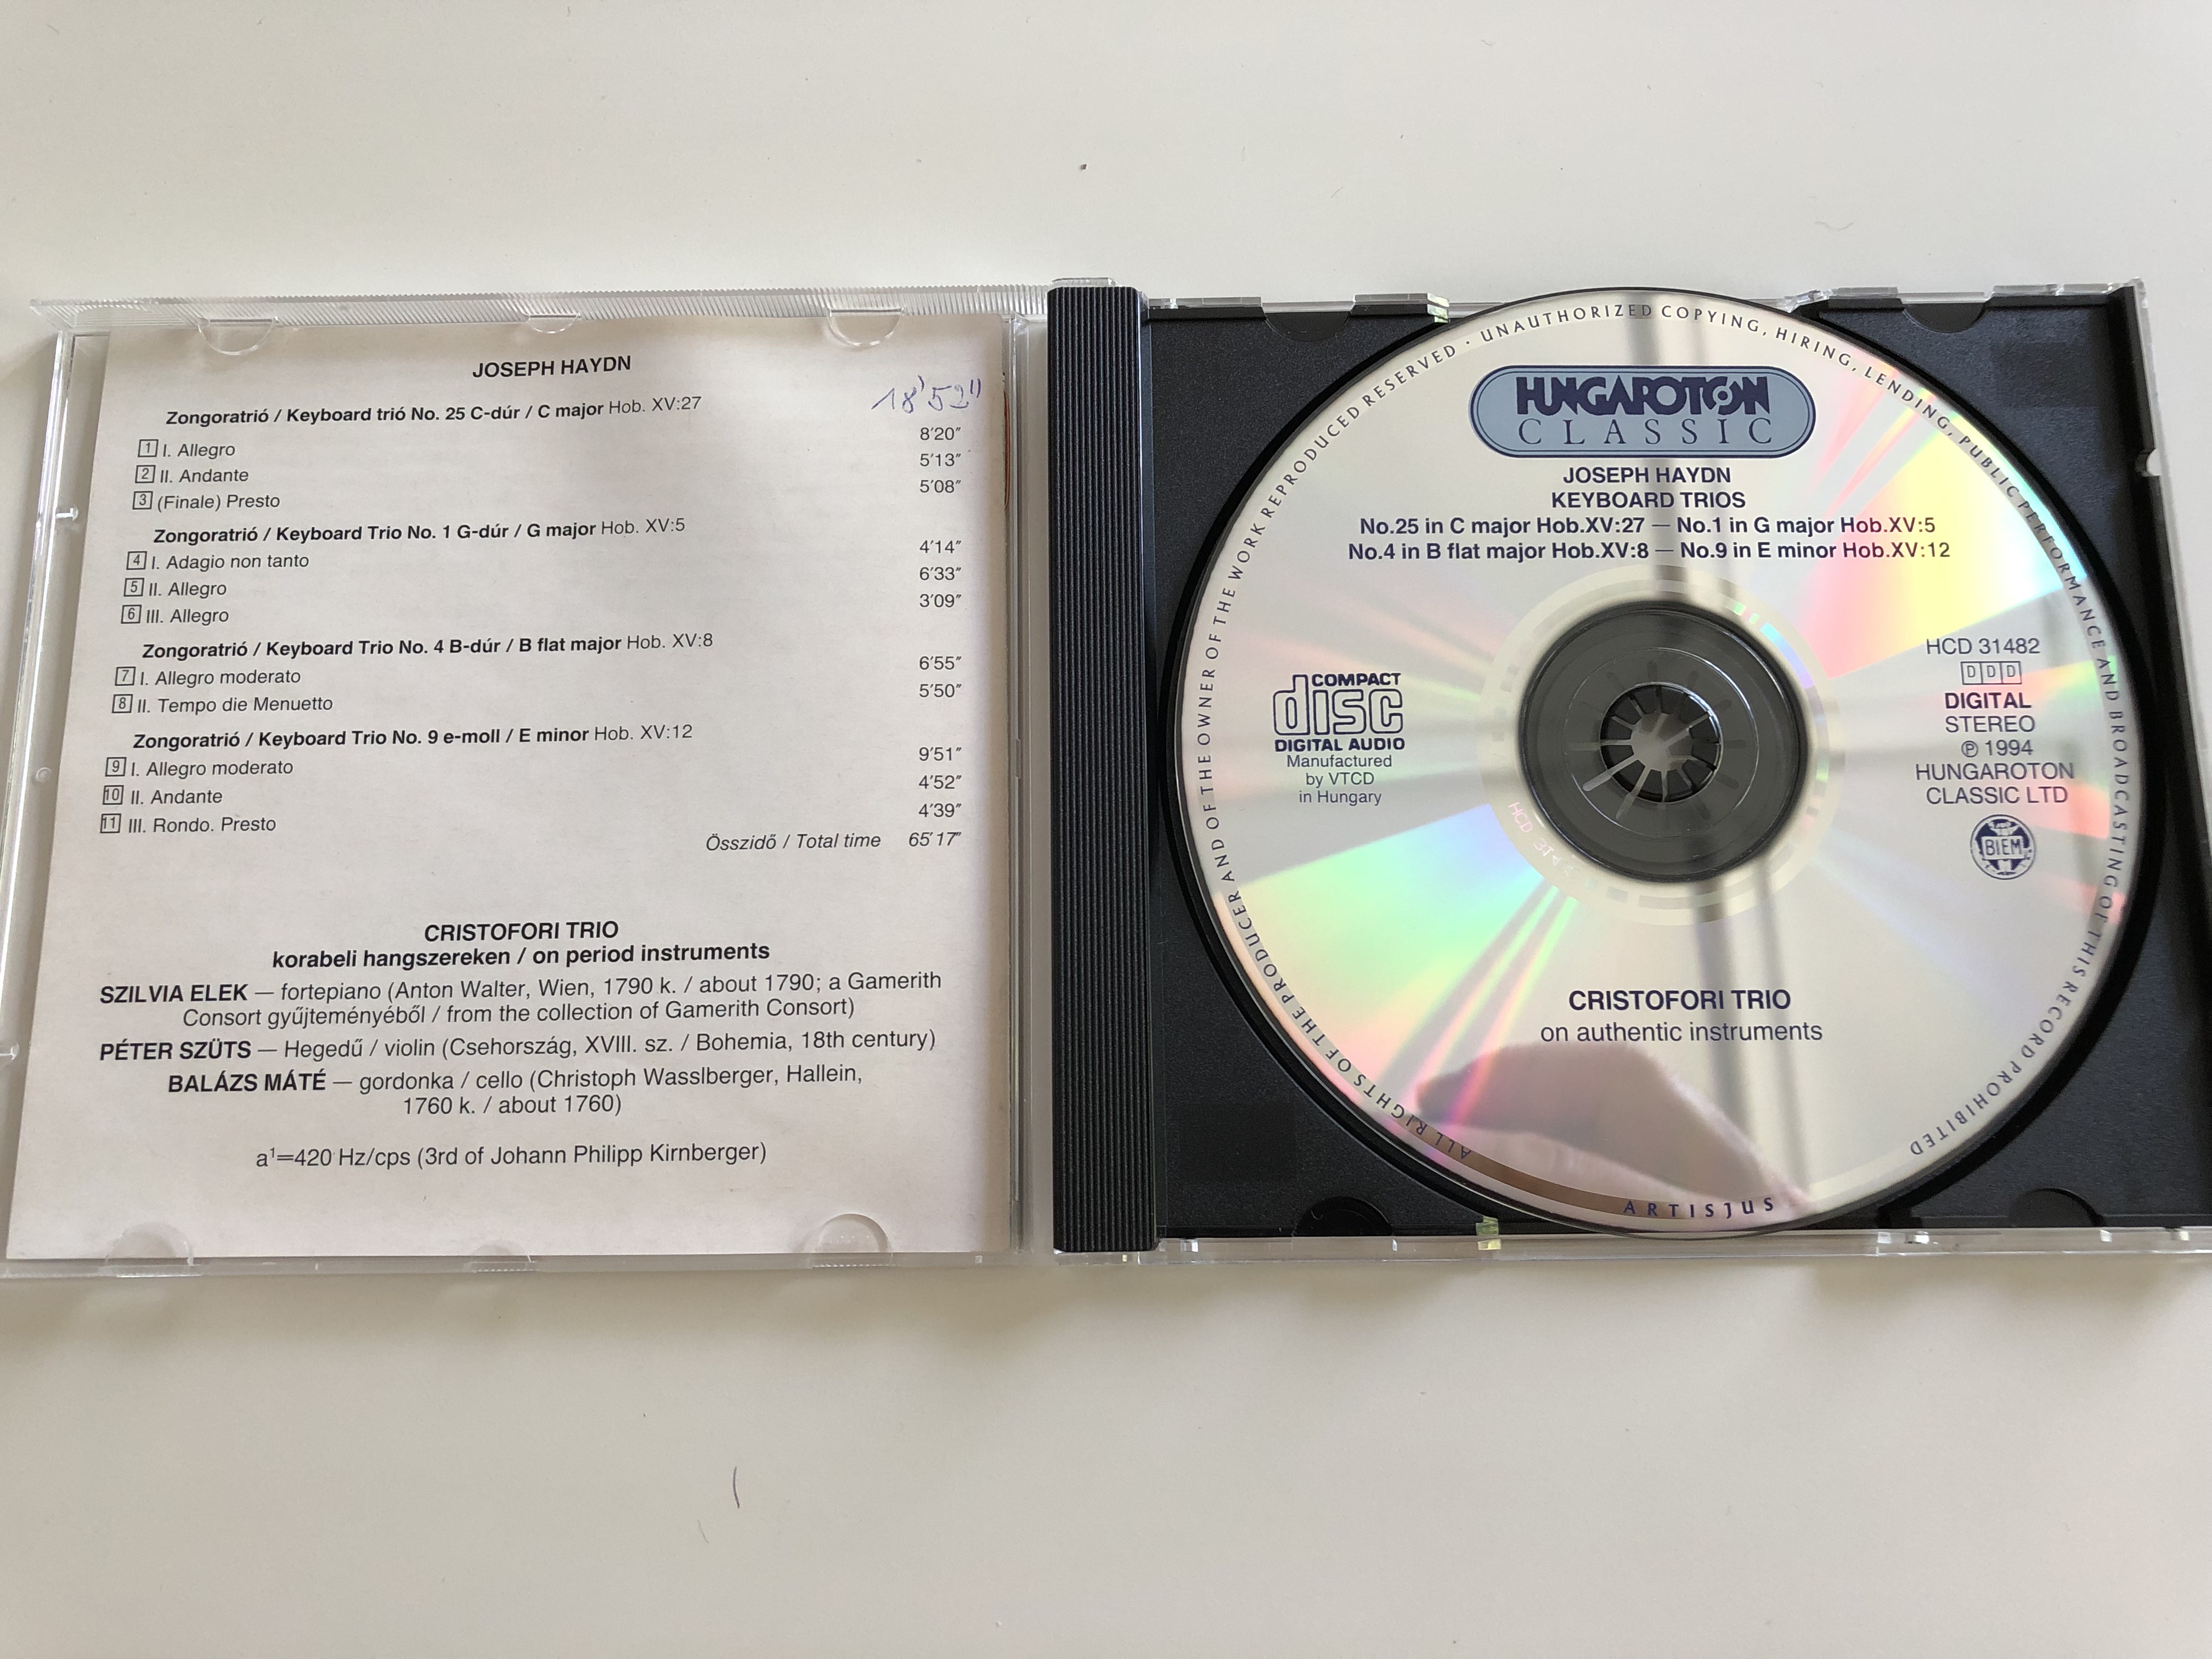 JOSEPH HAYDN
18'52"
Zongoratrió / Keyboard trió No. 25 C-dúr / C major Hob. XV:27
1 I. Allegro 8′20″
2 II. Andante 5′13″
3 (Finale) Presto 5′08″
Zongoratrió / Keyboard Trio No. 1 G-dúr / G major Hob. XV:5
4 I. Adagio non tanto 4′14″
5 II. Allegro 6′33″
6 III. Allegro 3′09″
Zongoratrió / Keyboard Trio No. 4 B-dúr / B flat major Hob. XV:8
7 I. Allegro moderato 6′55″
8 II. Tempo die Menuetto 5′50″
Zongoratrió / Keyboard Trio No. 9 e-moll / E minor Hob. XV:12
9 I. Allegro moderato 9′51″
10 II. Andante 4′52″
11 III. Rondo. Presto 4′39″
Összidő / Total time 65′17″
CRISTOFORI TRIO
korabeli hangszereken / on period instruments
SZILVIA ELEK — fortepiano (Anton Walter, Wien, 1790 k. / about 1790; a Gamerith
Consort gyűjteményéből / from the collection of Gamerith Consort)
PÉTER SZÜTS — Hegedű / violin (Csehország, XVIII. sz. / Bohemia, 18th century)
BALÁZS MÁTÉ — gordonka / cello (Christoph Wasslberger, Hallein,
1760 k. / about 1760)
a¹=420 Hz/cps (3rd of Johann Philipp Kirnberger)
ALL RIGHTS OF THE PRODUCER AND OF THE OWNER OF THE WORK REPRODUCED RESERVED · UNAUTHORIZED COPYING, HIRING, LENDING, PUBLIC PERFORMANCE AND BROADCASTING OF THIS RECORD PROHIBITED
HUNGAROTON
CLASSIC
JOSEPH HAYDN
KEYBOARD TRIOS
No.25 in C major Hob.XV:27 — No.1 in G major Hob.XV:5
No.4 in B flat major Hob.XV:8 — No.9 in E minor Hob.XV:12
COMPACT
disc
DIGITAL AUDIO
Manufactured
by VTCD
in Hungary
HCD 31482
DDD
DIGITAL
STEREO
℗ 1994
HUNGAROTON
CLASSIC LTD
BIEM
HCD
CRISTOFORI TRIO
on authentic instruments
ARTISJUS